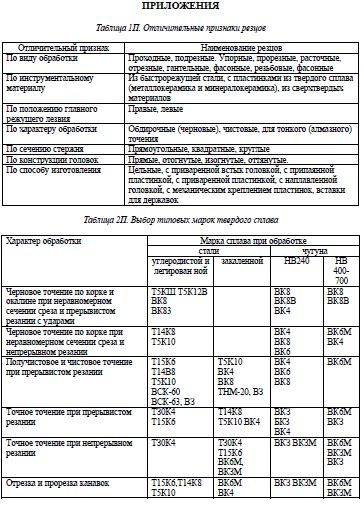 ПРИЛОЖЕНИЯ
Таблица 1П. Отличительные признаки резцов
Отличительный признак Наименование резцов
По виду обработки Проходные, подрезные. Упорные, прорезные, расточные,
отрезные, гантельные, фасонные, резьбовые, фасонные
По инструментальному Из быстрорежущей стали, с пластинками из твердого сплава
материалу (металлокерамика и минералокерамика), из сверхтвердых
материалов
По положению главного Правые, левые
режущего лезвия
По характеру обработки Обдирочные (черновые), чистовые, для тонкого (алмазного)
точения
По сечению стержня Прямоугольные, квадратные, круглые
По конструкции головок Прямые, отогнутые, изогнутые, оттянутые.
По способу изготовления Цельные, с приваренной встык головкой, с припаянной
пластинкой, с приваренной пластинкой, с наплавленной
головкой, с механическим креплением пластинок, вставки
для державок
Таблица 2П. Выбор типовых марок твердого сплава
Характер обработки Марка сплава при обработке
стали чугуна
углеродистой и закаленной НВ240 НВ
легирован ной 400-
700
Черновое точение по корке и Т5КШ Т5К12В ВК8 ВК8
окалине при неравномерном ВК8 ВК8В ВК8В
сечении среза и прерывистом ВК83 ВК4
резании с ударами
Черновое точение по корке при Т14К8 ВК4 ВК6М
неравномерном сечении среза и Т5К10 ВК8 ВК4
непрерывном резании ВК6
Получистовое и чистовое точение Т15К6 Т5К10 ВК4 ВК6М
при прерывистом резании Т14В8 ВК4 ВК6
Т5К10 ВК8 ВК8
ВСК-60 ТНМ-20, ВЗ
ВСК-63, ВЗ
Точное точение при прерывистом Т30К4 Т14К8 ВК3 ВК6М
резании Т15К6 Т5К10 ВК4 БК3 ВК3
ВК4
Точное точение при непрерывном Т30К4 Т30К4 ВК3 ВК3М ВК6М
резании Т15К6 ВК3М
ВК6М, ВК3
ВК3М
Отрезка и прорезка канавок Т15К6,Т14К8 ВК6М ВК3 ВК3М ВК6М
Т5К10 ВК4 ВК3М